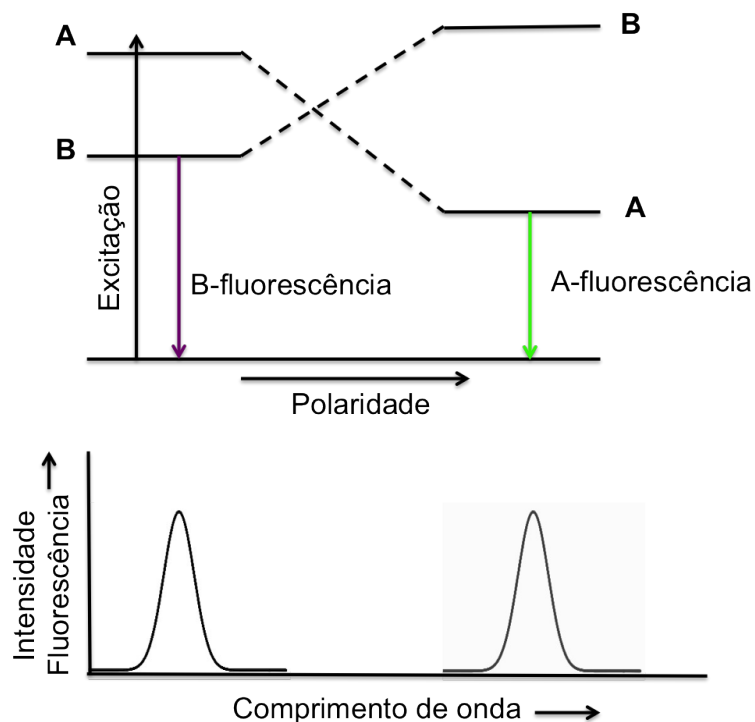 A
B
B
A
Excitação
B-fluorescência
A-fluorescência
Polaridade
Intensidade
Fluorescência
Comprimento de onda